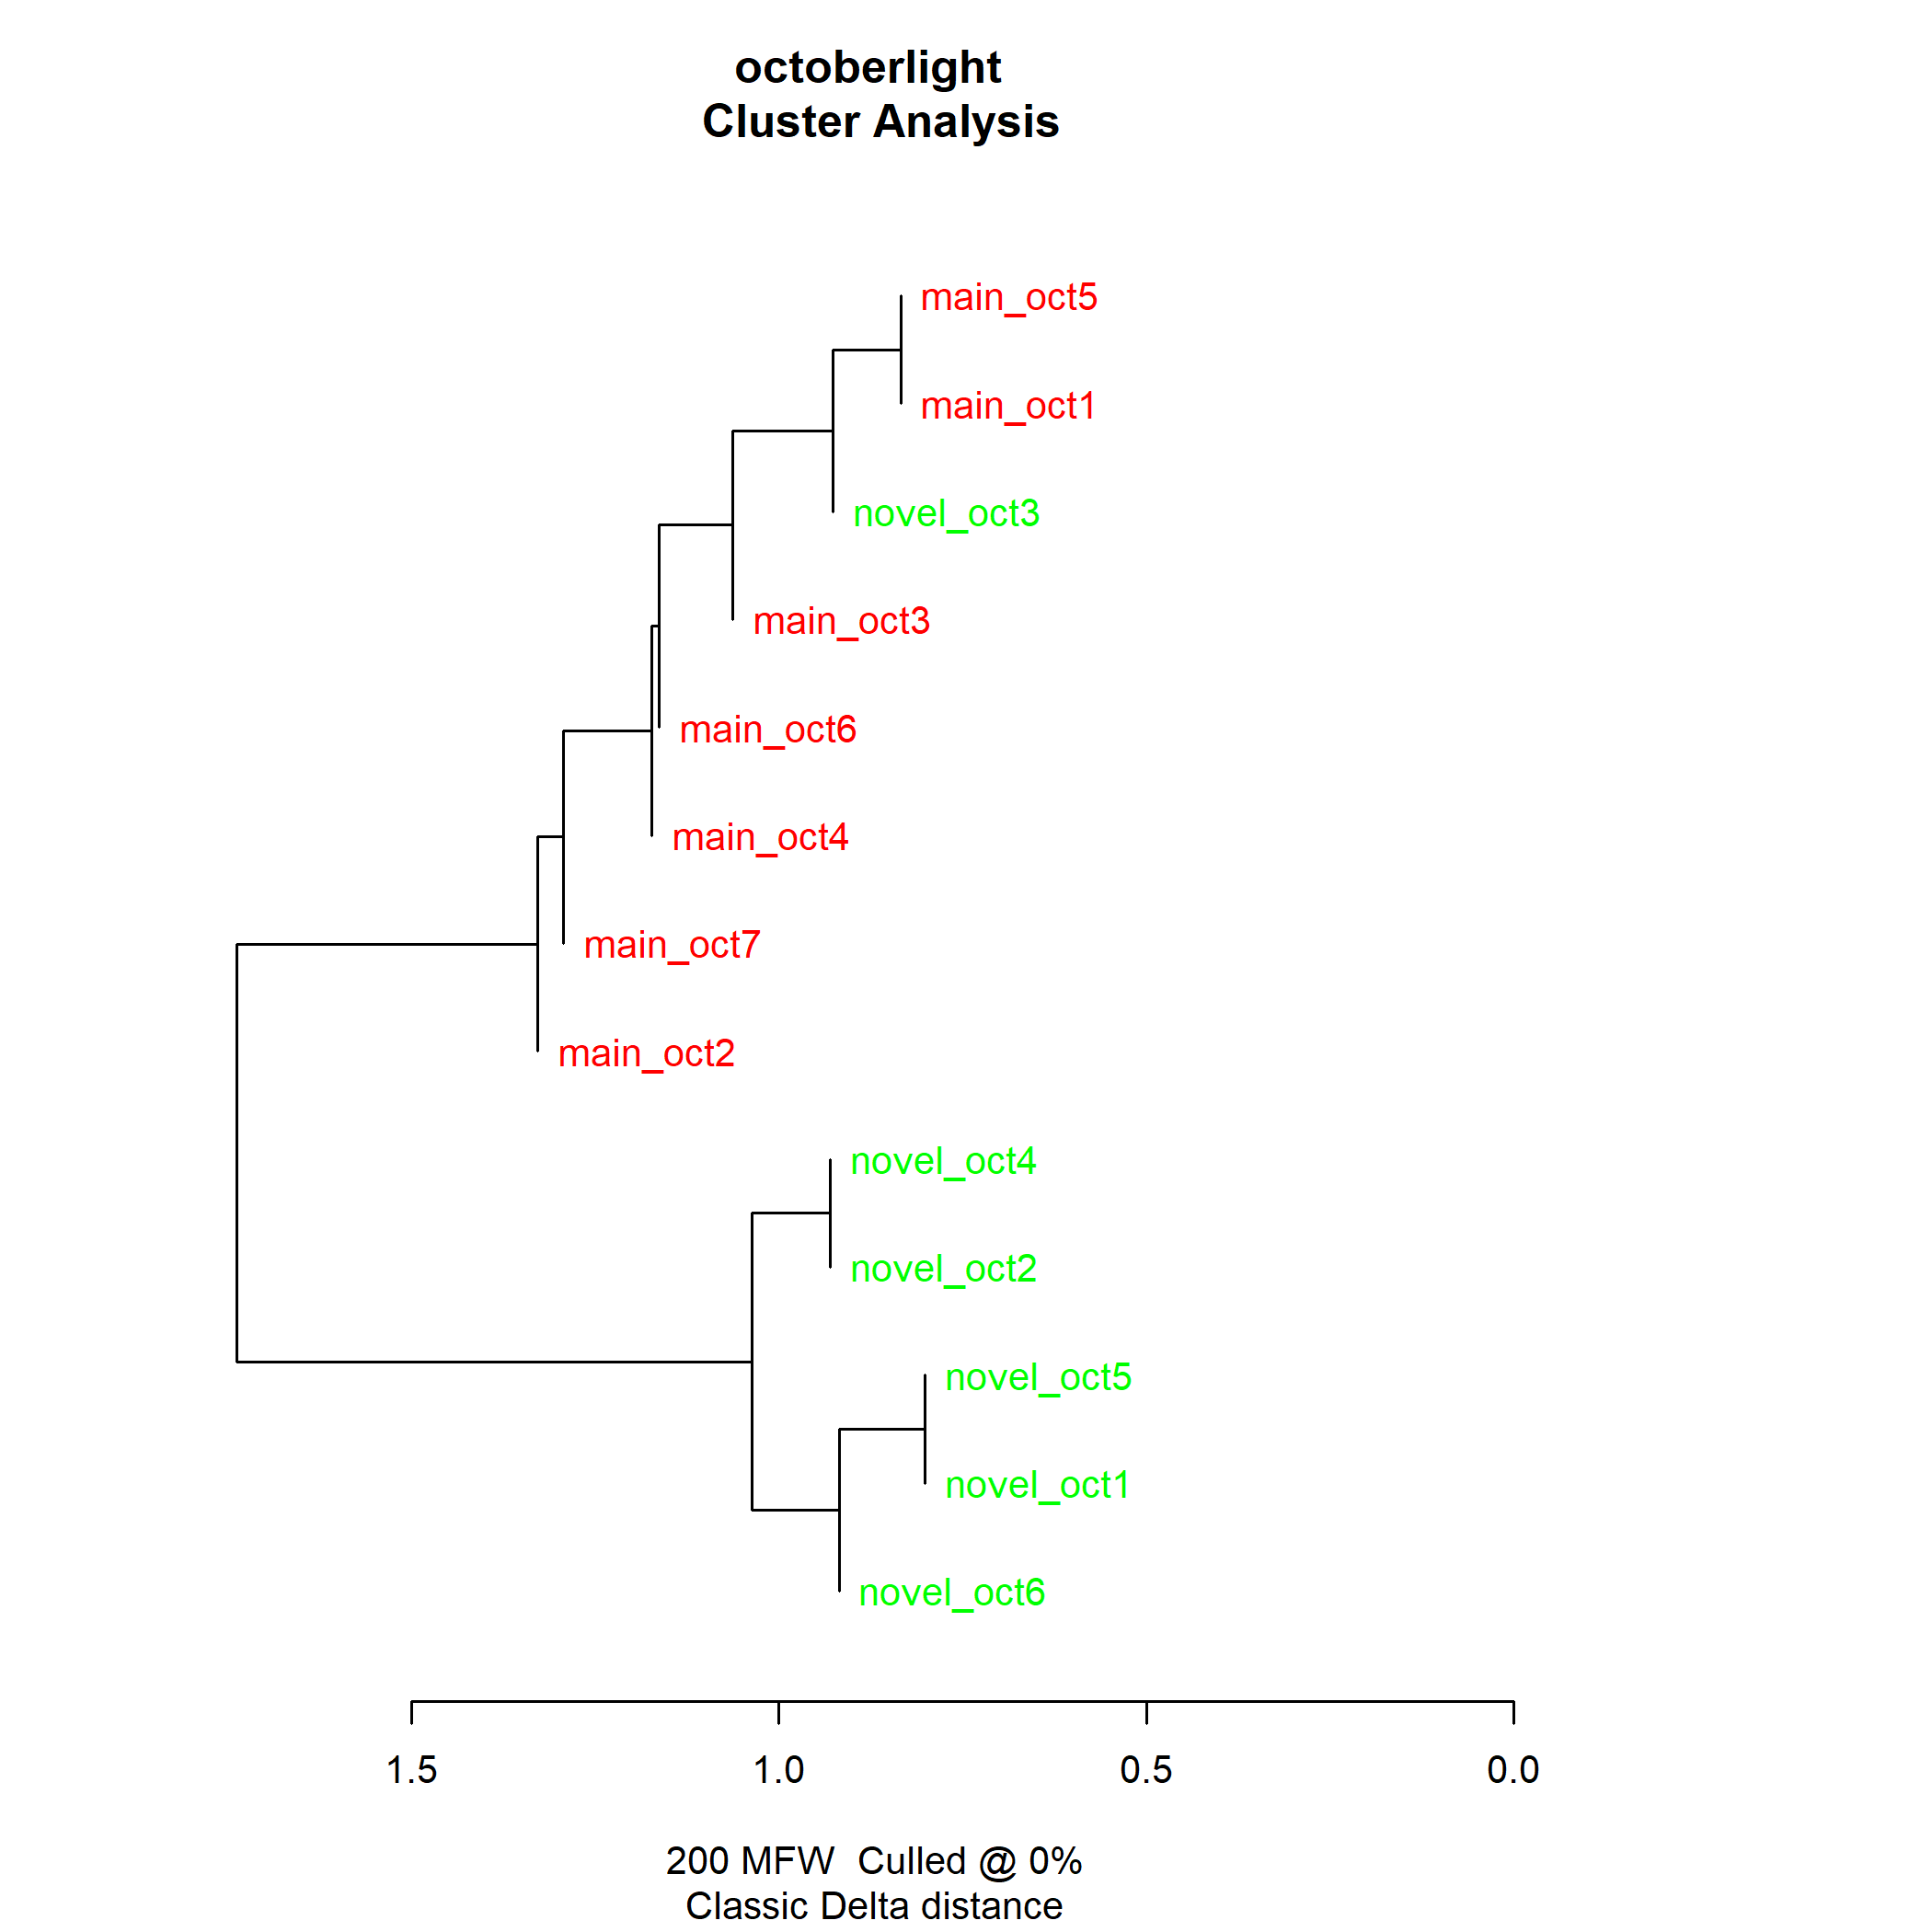 octoberlight
Cluster Analysis
main_oct5
main_oct1
novel_oct3
main_oct3
main_oct6
main_oct4
main_oct7
main_oct2
novel_oct4
novel_oct2
novel_oct5
novel_oct1
novel_oct6
1.5 1.0 0.5 0.0
200 MFW  Culled @ 0%
Classic Delta distance